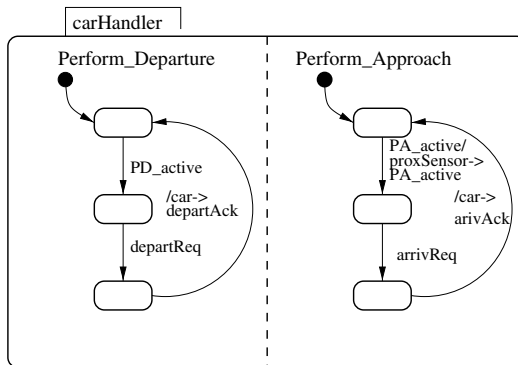 carHandler
Perform_Departure
PD_active
/car->
departAck
departReq
Perform_Approach
PA_active/
proxSensor->
PA_active
/car->
arivAck
arrivReq